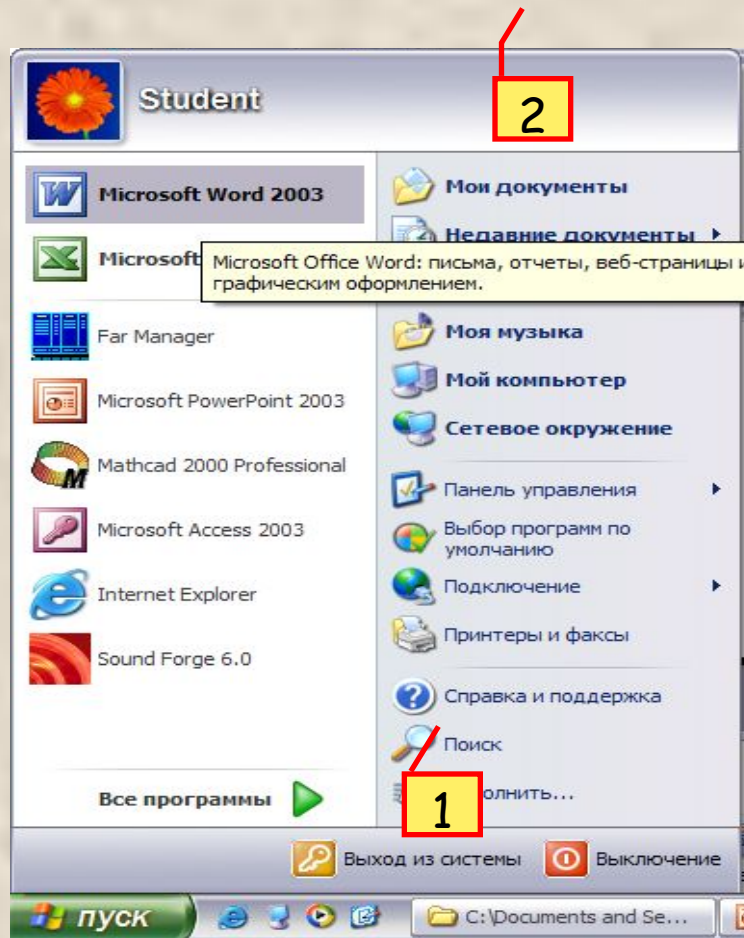 2
Student
Microsoft Word 2003
Microsoft
Microsoft Office Word: письма, отчеты, веб-страницы и
графическим оформлением.
Far Manager
Microsoft PowerPoint 2003
Mathcad 2000 Professional
Microsoft Access 2003
Internet Explorer
Sound Forge 6.0
Все программы
Мои документы
Недавние документы
Моя музыка
Мой компьютер
Сетевое окружение
Панель управления
Выбор программ по
умолчанию
Подключение
Принтеры и факсы
Справка и поддержка
Поиск
олнить...
1
Выход из системы
Выключение
пуск
C:\Documents and Se...